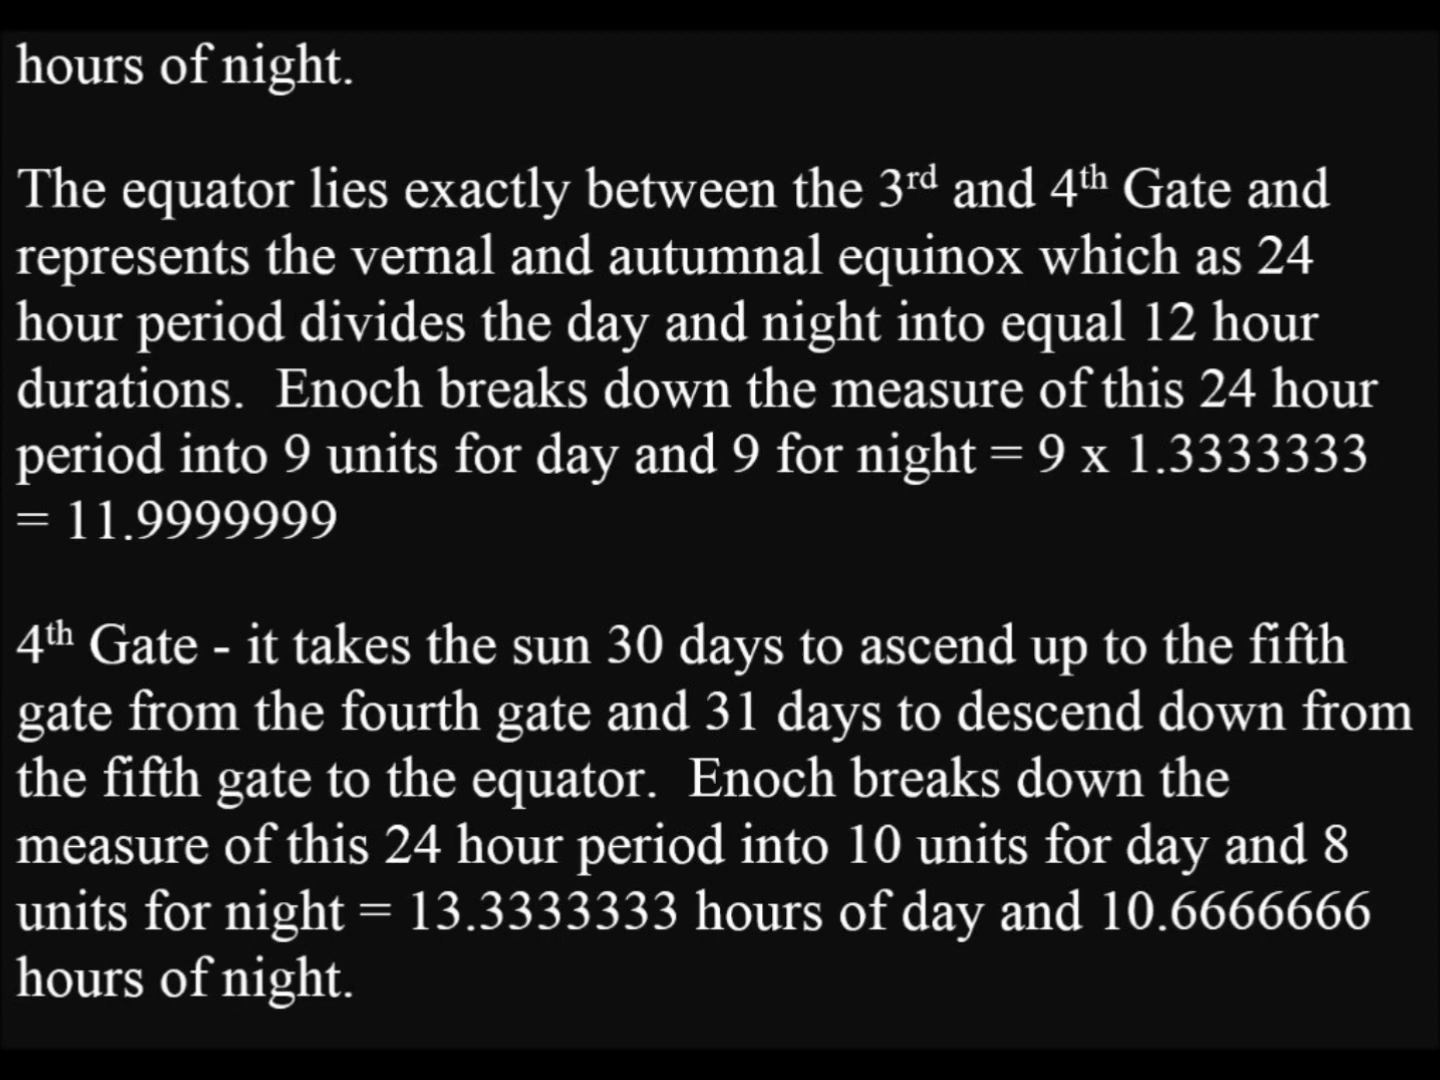 hours of night.
The equator lies exactly between the 3rd and 4th Gate and
represents the vernal and autumnal equinox which as 24
hour period divides the day and night into equal 12 hour
durations.  Enoch breaks down the measure of this 24 hour
period into 9 units for day and 9 for night = 9 x 1.3333333
= 11.9999999
4th Gate - it takes the sun 30 days to ascend up to the fifth
gate from the fourth gate and 31 days to descend down from
the fifth gate to the equator.  Enoch breaks down the
measure of this 24 hour period into 10 units for day and 8
units for night = 13.3333333 hours of day and 10.6666666
hours of night.